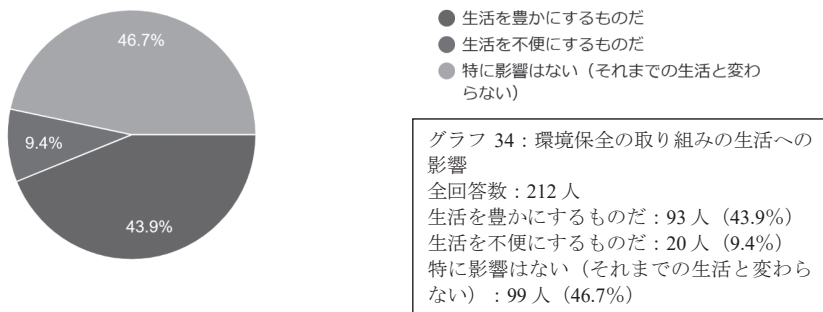 46.7%
9.4%
43.9%
生活を豊かにするものだ
生活を不便にするものだ
特に影響はない（それまでの生活と変わ
らない）
グラフ 34：環境保全の取り組みの生活への
影響
全回答数：212 人
生活を豊かにするものだ：93 人（43.9%）
生活を不便にするものだ：20 人（9.4%）
特に影響はない（それまでの生活と変わら
ない）：99 人（46.7%）